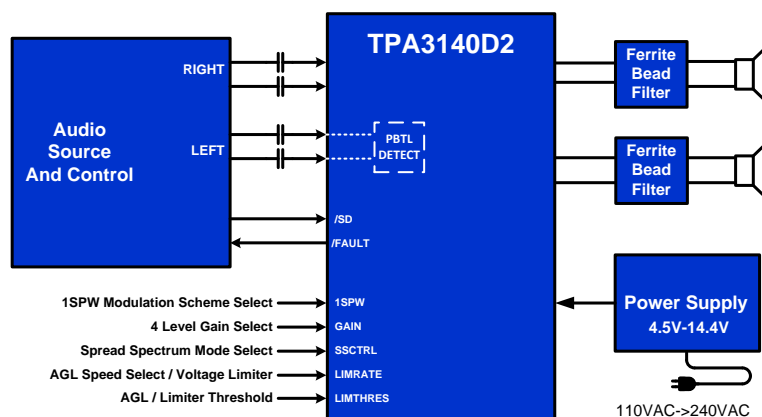 TPA3140D2
RIGHT
LEFT
Audio
Source
And Control
PBTL
DETECT
/SD
/FAULT
Ferrite
Bead
Filter
Ferrite
Bead
Filter
Power Supply
4.5V-14.4V
110VAC->240VAC
1SPW Modulation Scheme Select
1SPW
4 Level Gain Select
GAIN
Spread Spectrum Mode Select
SSCTRL
AGL Speed Select / Voltage Limiter
LIMRATE
AGL / Limiter Threshold
LIMTHRES